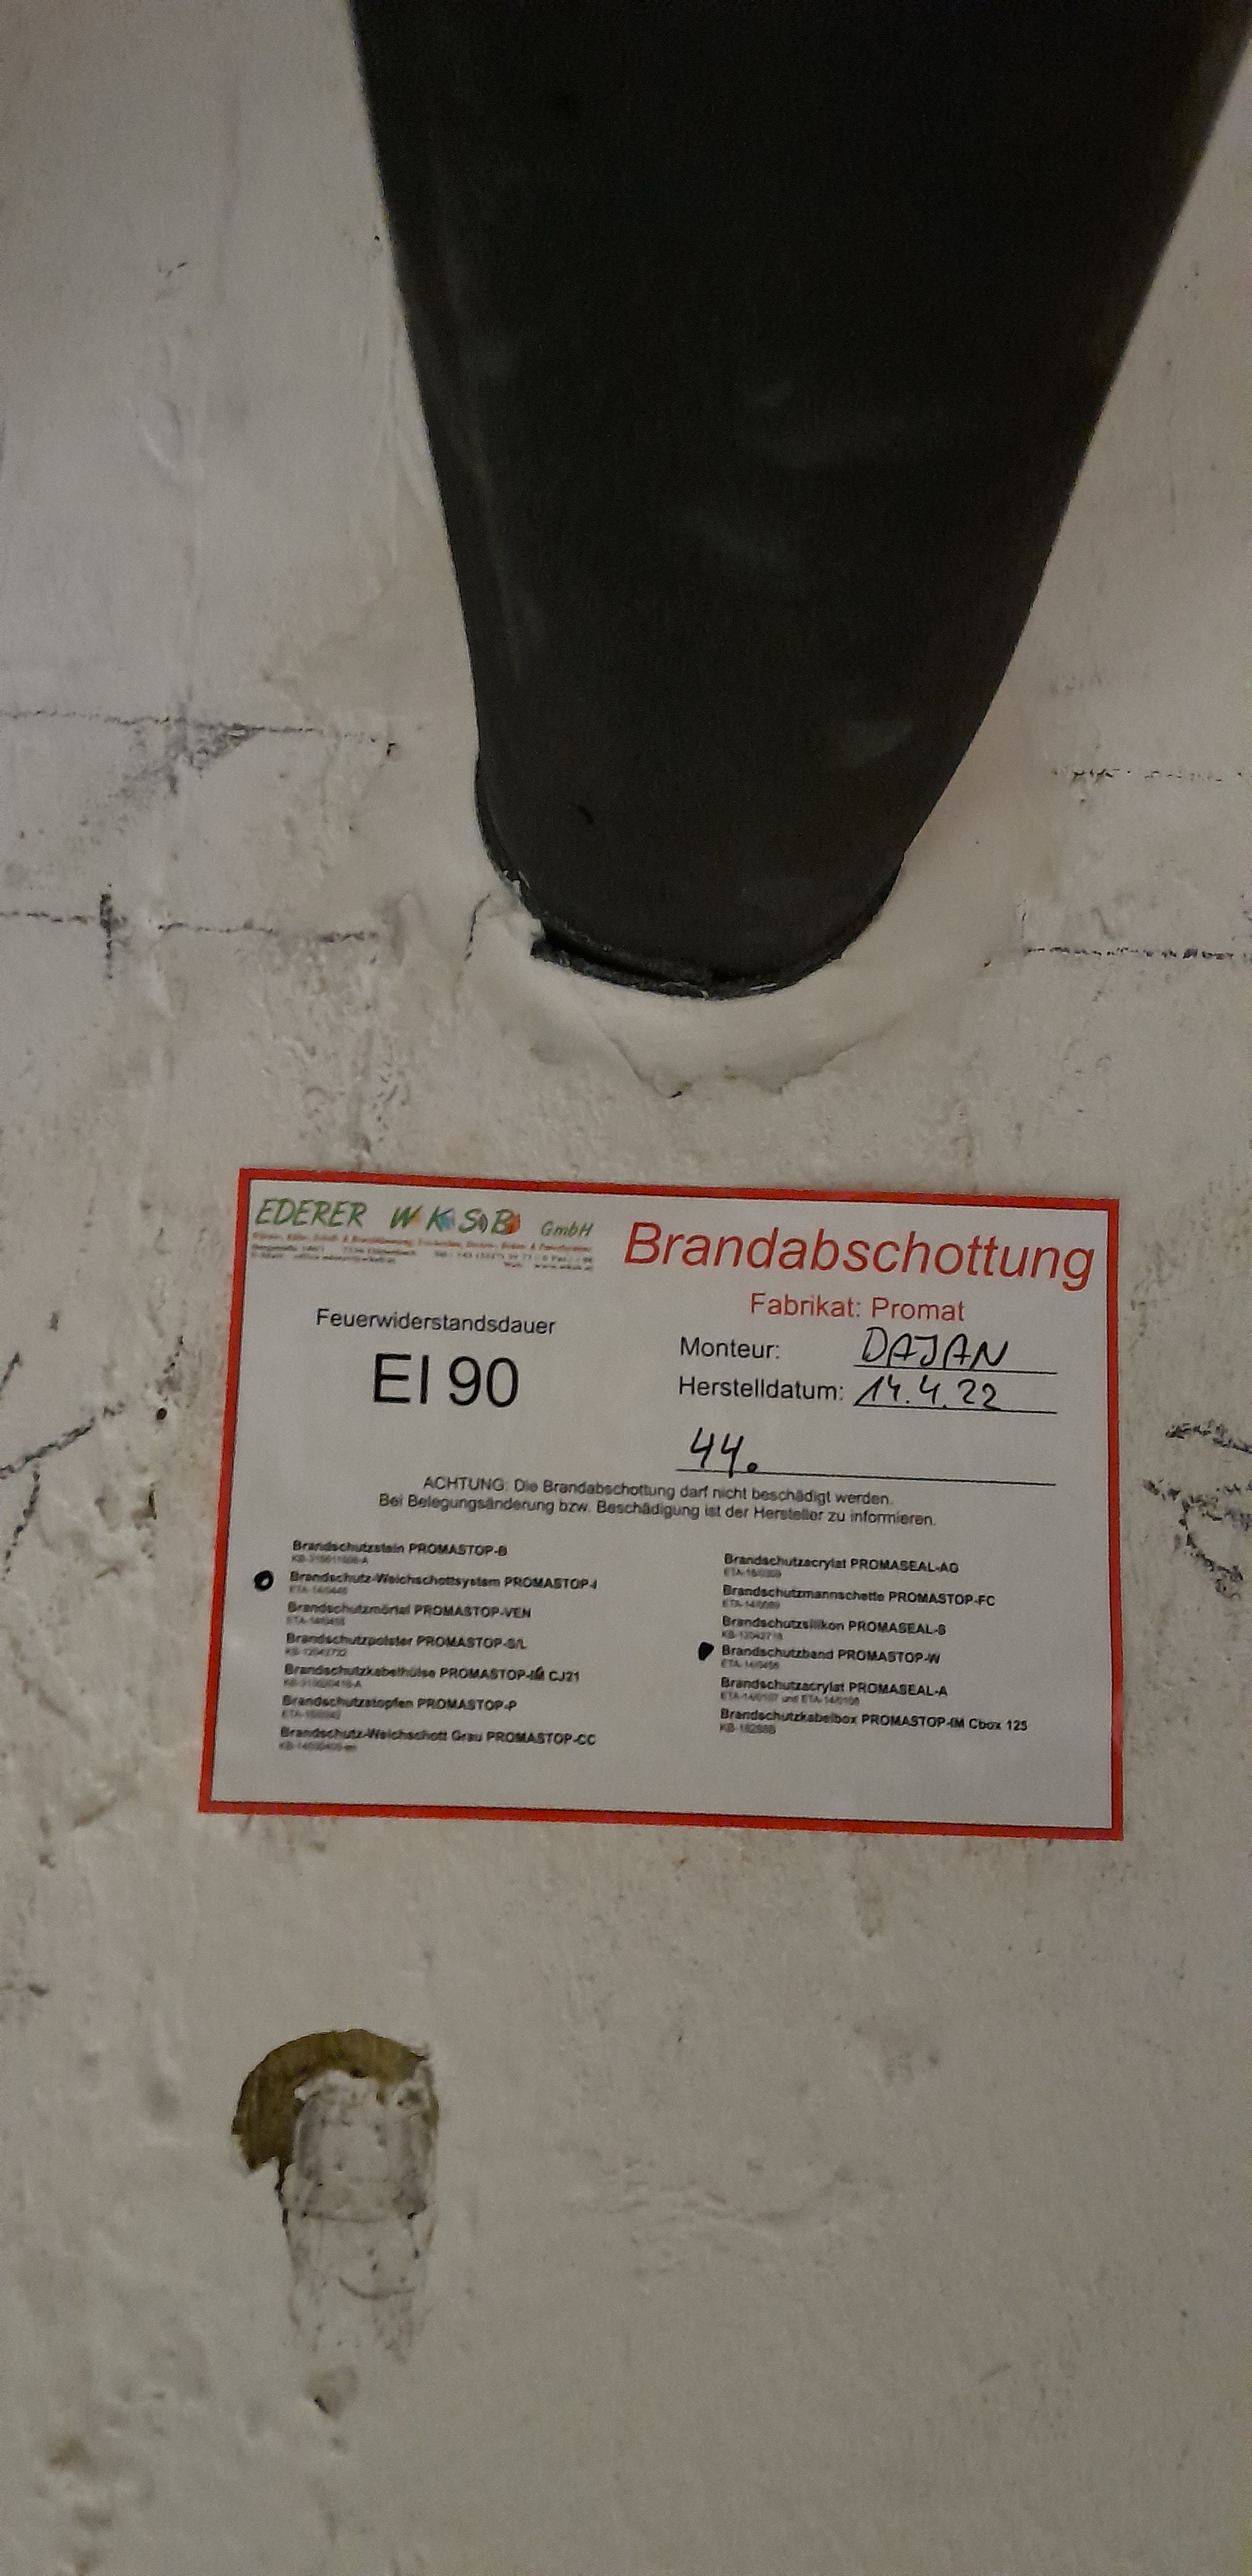 EDERER WKSB GmbH
Brandabschottung
Fabrikat: Promat
Feuerwiderstandsdauer
EI 90
Monteur: DAJAN
Herstelldatum: 14.4.22
44.
ACHTUNG: Die Brandabschottung darf nicht beschädigt werden.
Bei Belegungsänderung bzw. Beschädigung ist der Hersteller zu informieren.
Brandschutzstein PROMASTOP-B
Brandschutz-Weichschottsystem PROMASTOP-I
Brandschutzmörtel PROMASTOP-VEN
Brandschutzpolster PROMASTOP-S/L
Brandschutzkabelhülse PROMASTOP-IM CJ21
Brandschutzstopfen PROMASTOP-P
Brandschutz-Weichschott Grau PROMASTOP-CC
Brandschutzacrylat PROMASEAL-AG
Brandschutzmannschette PROMASTOP-FC
Brandschutzsilikon PROMASEAL-S
Brandschutzband PROMASTOP-W
Brandschutzacrylat PROMASEAL-A
Brandschutzkabelbox PROMASTOP-IM Cbox 125